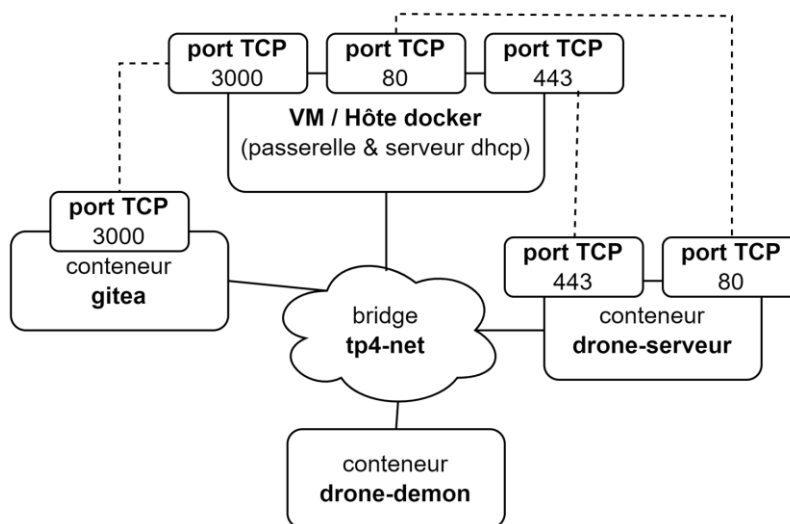 port TCP
3000
port TCP
80
port TCP
443
VM / Hôte docker
(passerelle & serveur dhcp)
port TCP
3000
conteneur
gitea
bridge
tp4-net
port TCP
443
port TCP
80
conteneur
drone-serveur
conteneur
drone-demon